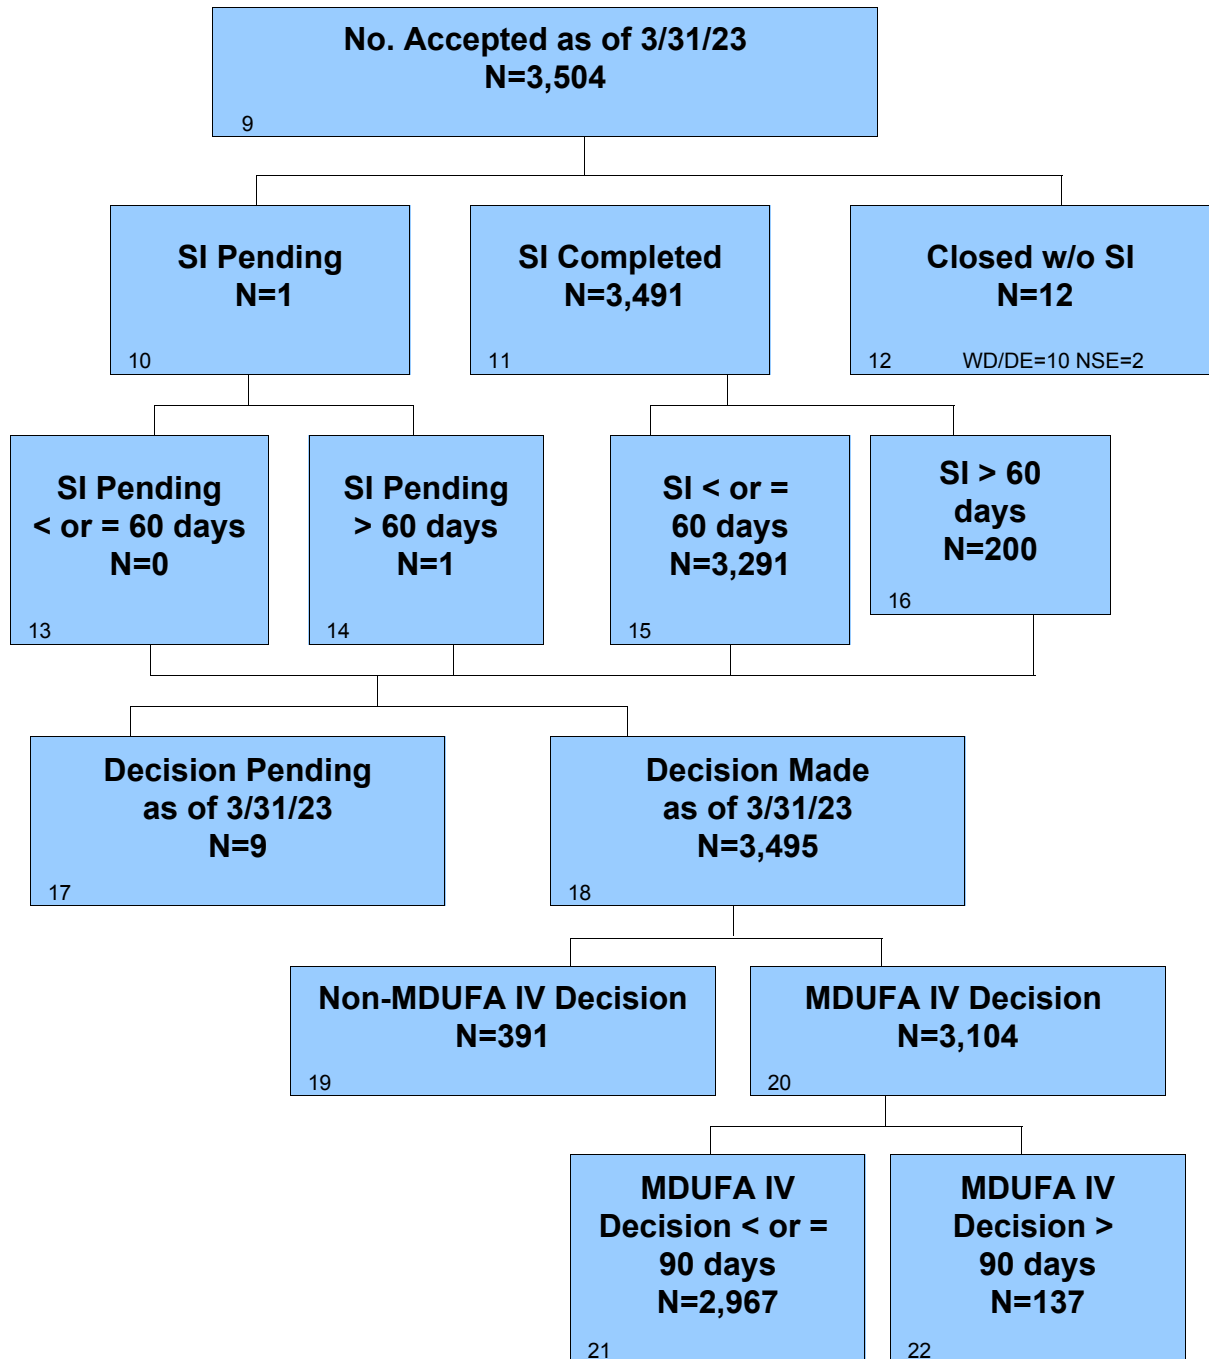 No. Accepted as of 3/31/23
N=3,504
9
SI Pending
N=1
10
SI Completed
N=3,491
11
Closed w/o SI
N=12
12 WD/DE=10 NSE=2
SI Pending
< or = 60 days
N=0
13
SI Pending
> 60 days
N=1
14
SI < or =
60 days
N=3,291
15
SI > 60
days
N=200
16
Decision Pending
as of 3/31/23
N=9
17
Decision Made
as of 3/31/23
N=3,495
18
Non-MDUFA IV Decision
N=391
19
MDUFA IV Decision
N=3,104
20
MDUFA IV
Decision < or =
90 days
N=2,967
21
MDUFA IV
Decision >
90 days
N=137
22